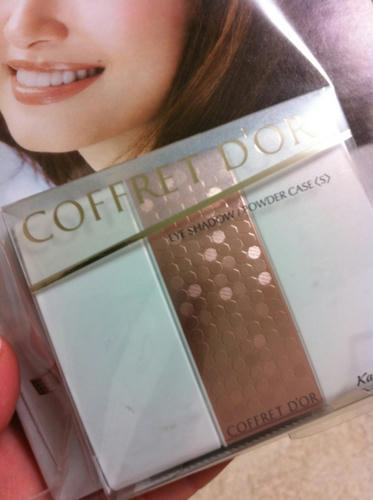 COFFRET D'OR
EYE SHADOW / POWDER CASE <S>
COFFRET D'OR
Ka